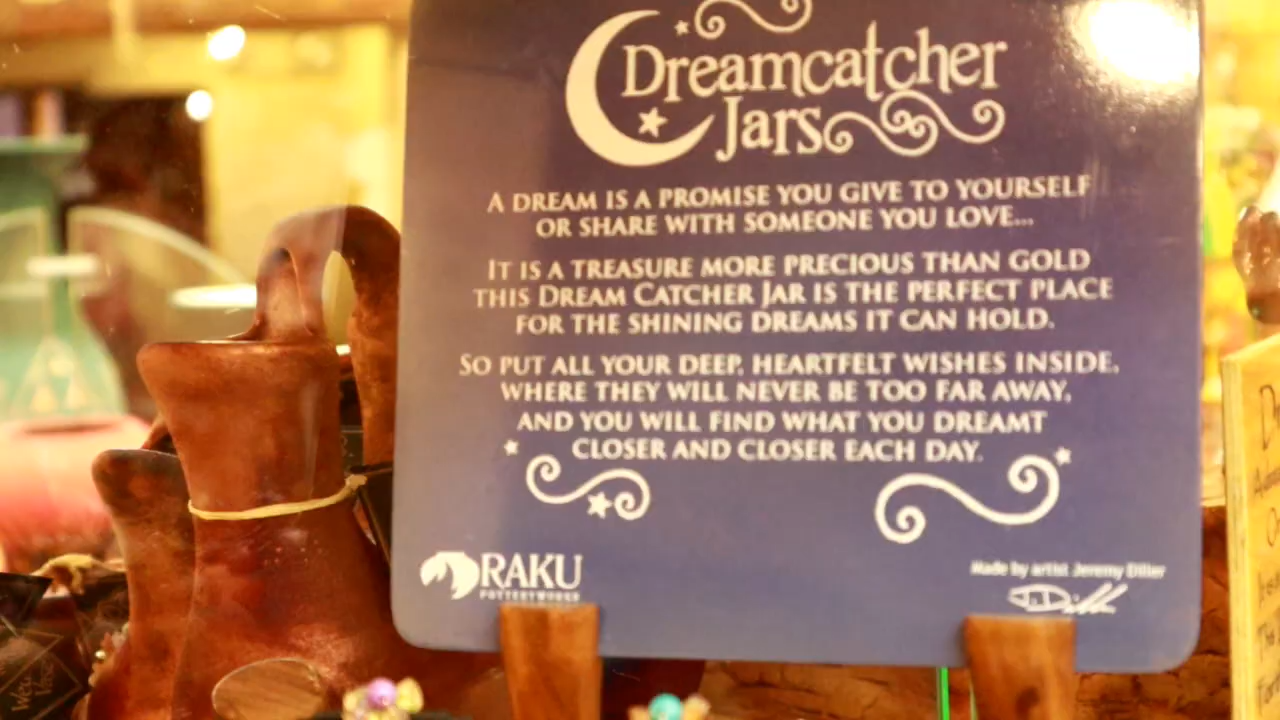 Dreamcatcher
Jars
A DREAM IS A PROMISE YOU GIVE TO YOURSELF
OR SHARE WITH SOMEONE YOU LOVE...
IT IS A TREASURE MORE PRECIOUS THAN GOLD
THIS DREAM CATCHER JAR IS THE PERFECT PLACE
FOR THE SHINING DREAMS IT CAN HOLD.
SO PUT ALL YOUR DEEP, HEARTFELT WISHES INSIDE,
WHERE THEY WILL NEVER BE TOO FAR AWAY,
AND YOU WILL FIND WHAT YOU DREAMT
CLOSER AND CLOSER EACH DAY.
RAKU
POTTERYWORKS
Made by artist Jeremy Diller